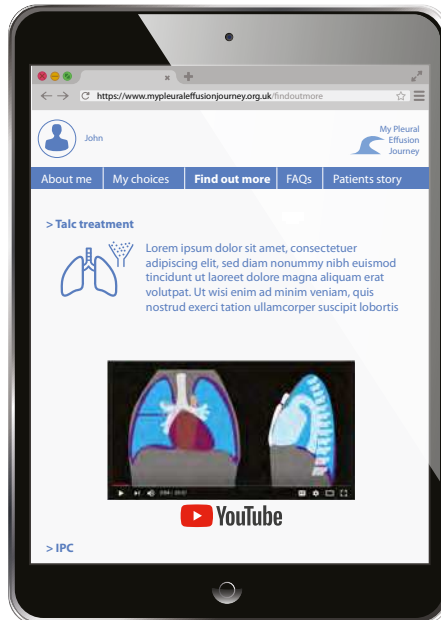 https://www.mypleuraleffusionjourney.org.uk/findoutmore
John
My Pleural
Effusion
Journey
About me
My choices
Find out more
FAQs
Patients story
> Talc treatment
Lorem ipsum dolor sit amet, consectetuer
adipiscing elit, sed diam nonummy nibh euismod
tincidunt ut laoreet dolore magna aliquam erat
volutpat. Ut wisi enim ad minim veniam, quis
nostrud exerci tation ullamcorper suscipit lobortis
YouTube
> IPC